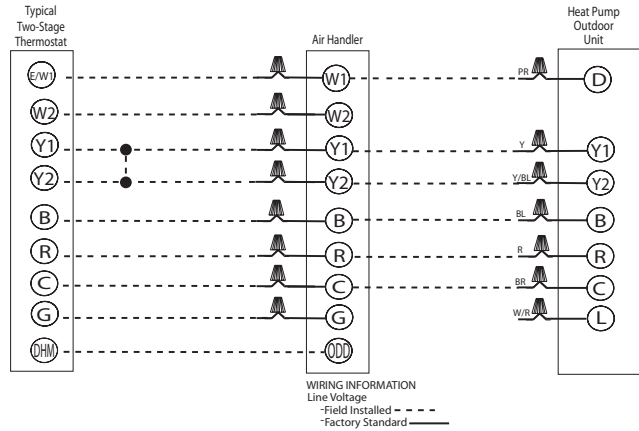 Typical
Two-Stage
Thermostat
Air Handler
Heat Pump
Outdoor
Unit
E/W1
W1
PR
D
W2
W2
Y1
Y1
Y
Y1
Y2
Y2
Y/BL
Y2
B
B
BL
B
R
R
R
R
C
C
BR
C
G
G
W/R
L
DHM
ODD
WIRING INFORMATION
Line Voltage
-Field Installed
-Factory Standard